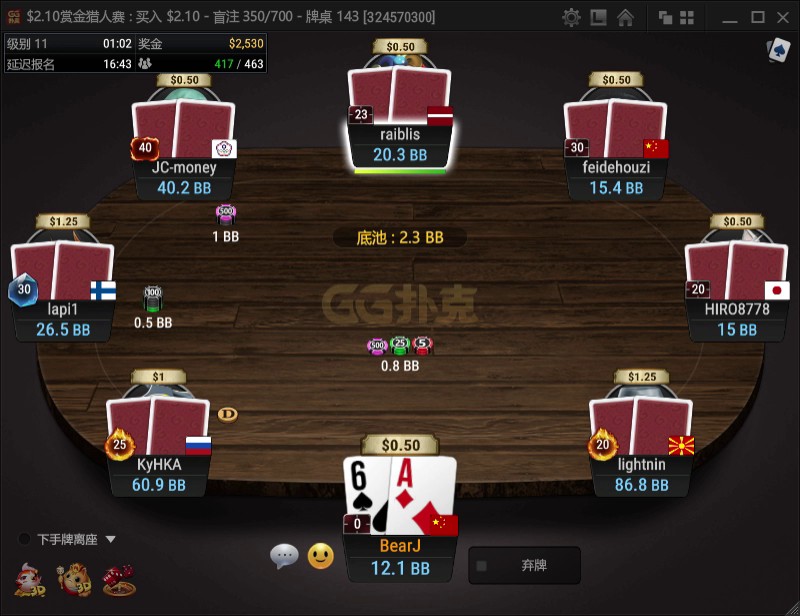 $2.10赏金猎人赛 : 买入 $2.10 - 盲注 350/700 - 牌桌 143 [324570300]
级别 11 01:02 奖金 $2,530
延迟报名 16:43 417 / 463
$0.50
23
raiblis
20.3 BB
$0.50
40
JC-money
40.2 BB
$0.50
30
feidehouzi
15.4 BB
500
1 BB
底池 : 2.3 BB
$1.25
30
lapi1
26.5 BB
$0.50
20
HIRO8778
15 BB
100
0.5 BB
GG扑克
500 25 5
0.8 BB
$1
25
KyHKA
60.9 BB
D
$1.25
20
lightnin
86.8 BB
$0.50
6 A
0
BearJ
12.1 BB
下手牌离座
弃牌
3D 3D